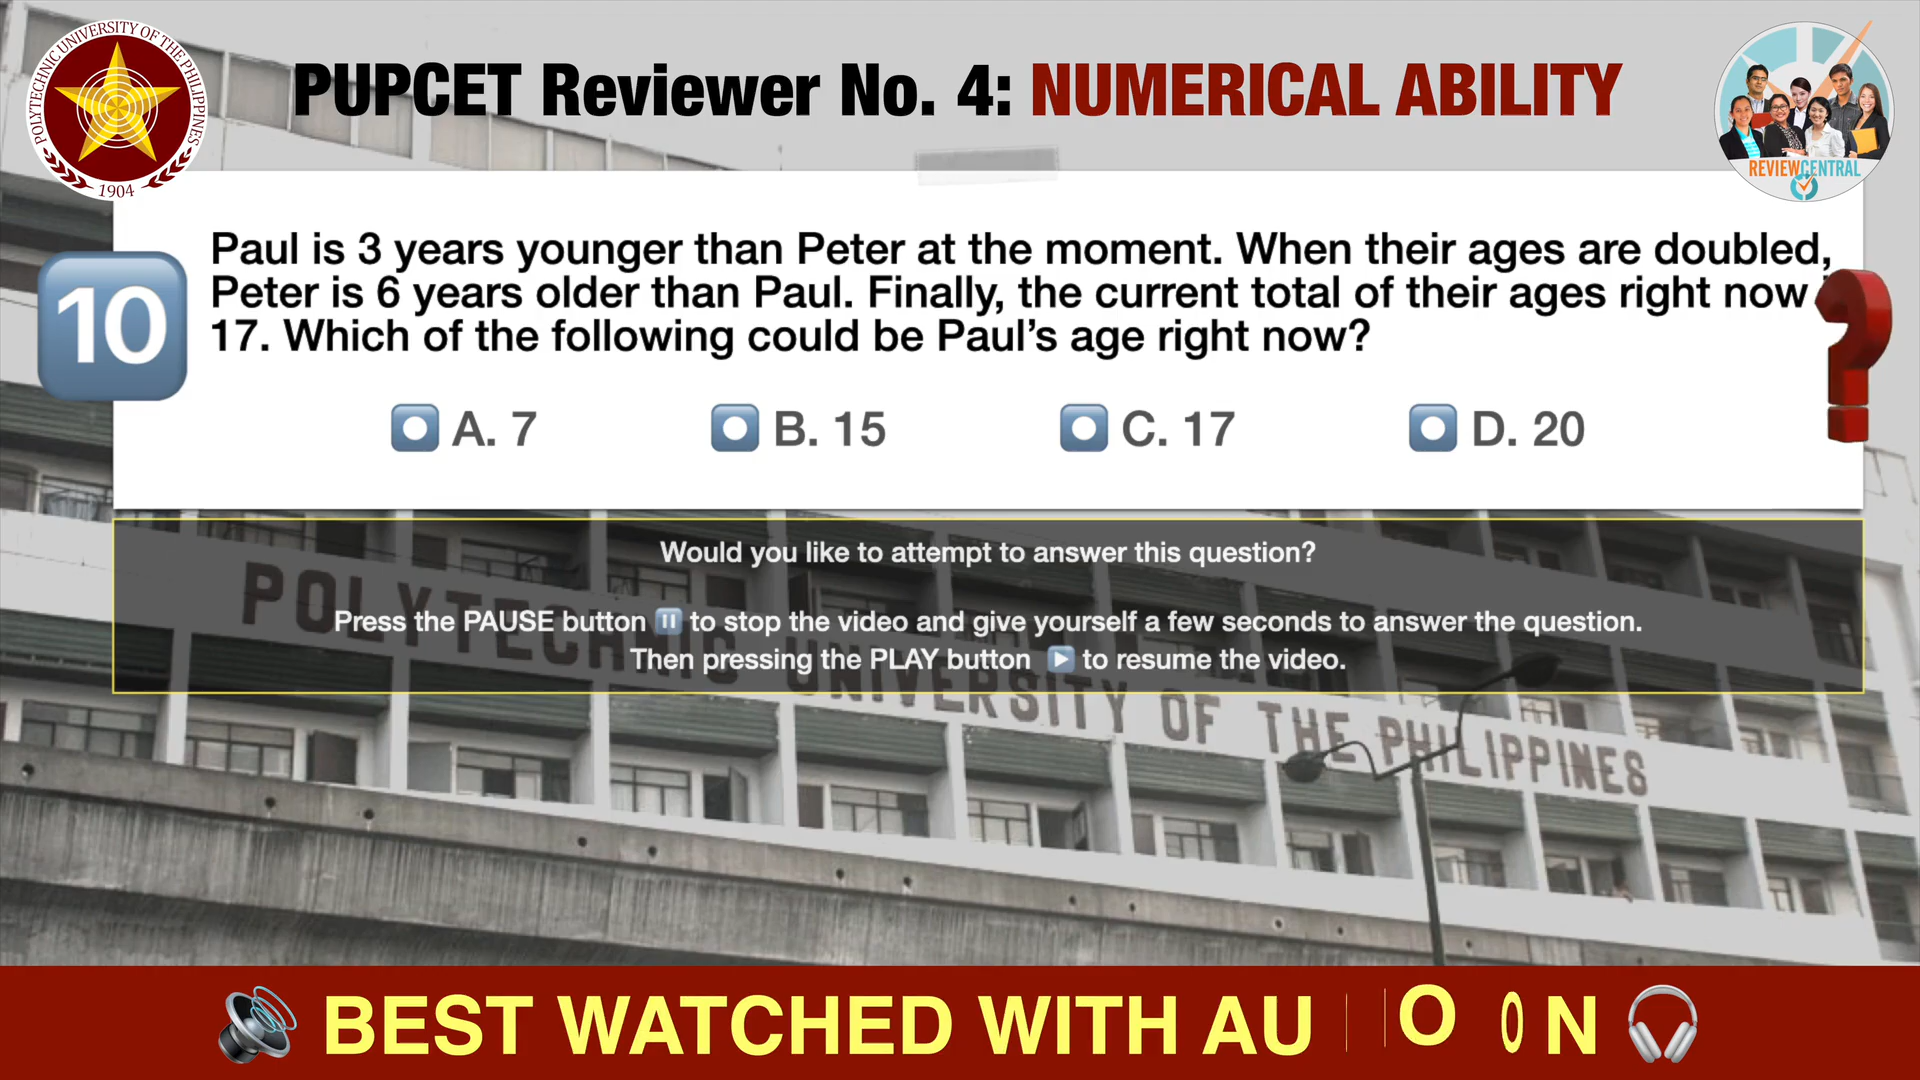 POLYTECHNIC UNIVERSITY OF THE PHILIPPINES
1904
PUPCET Reviewer No. 4: NUMERICAL ABILITY
REVIEWCENTRAL
10
Paul is 3 years younger than Peter at the moment. When their ages are doubled,
Peter is 6 years older than Paul. Finally, the current total of their ages right now
17. Which of the following could be Paul's age right now?
A. 7
B. 15
C. 17
D. 20
Would you like to attempt to answer this question?
Press the PAUSE button ⏸ to stop the video and give yourself a few seconds to answer the question.
Then pressing the PLAY button ▶ to resume the video.
POLYTECHNIC UNIVERSITY OF THE PHILIPPINES
BEST WATCHED WITH AU O 0 N